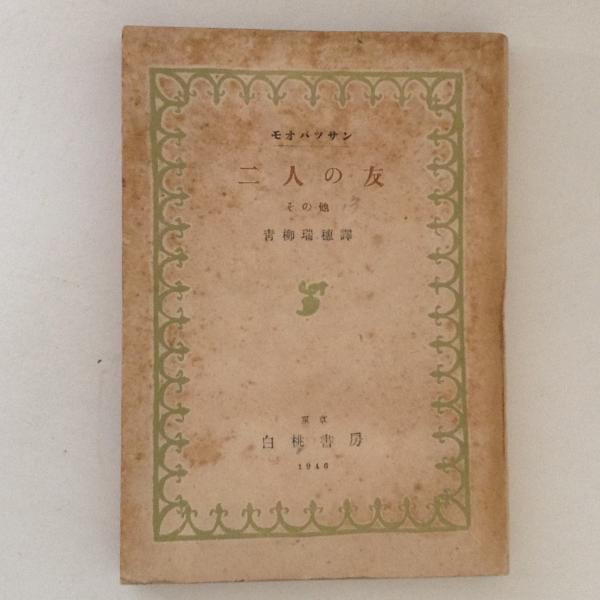 モオパツサン
二人の友
その他
青柳瑞穂譯
東京
白桃書房
1946